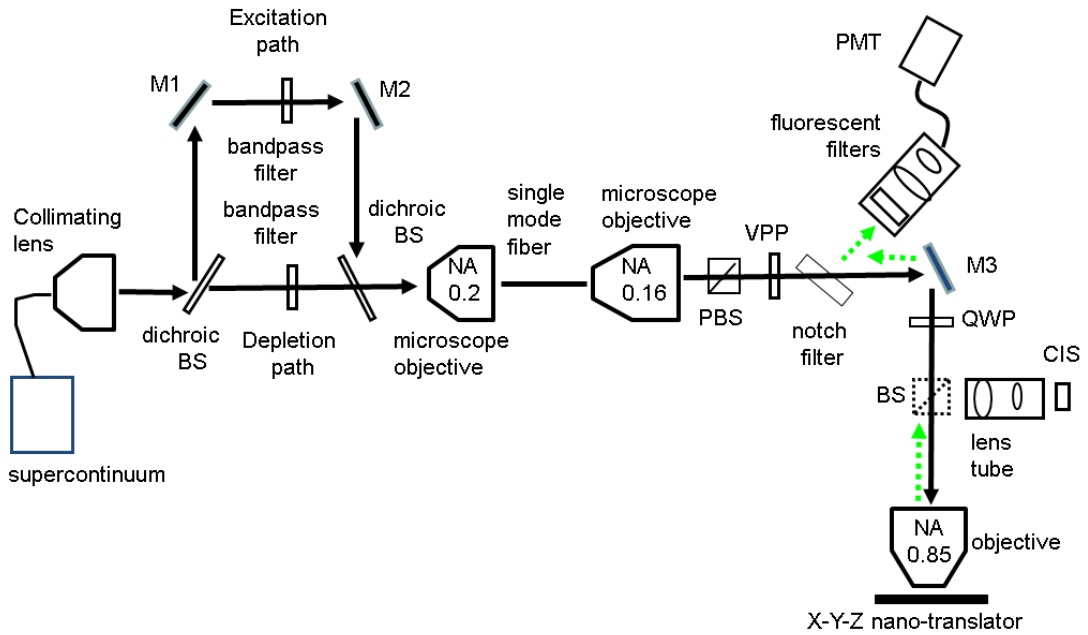 Excitation
path
PMT
M1
M2
fluorescent
filters
bandpass
filter
bandpass
filter
dichroic
BS
single
mode
fiber
microscope
objective
Collimating
lens
VPP
M3
NA
0.2
NA
0.16
PBS
notch
filter
QWP
dichroic
BS
Depletion
path
microscope
objective
CIS
BS
lens
tube
supercontinuum
NA
0.85
objective
X-Y-Z nano-translator